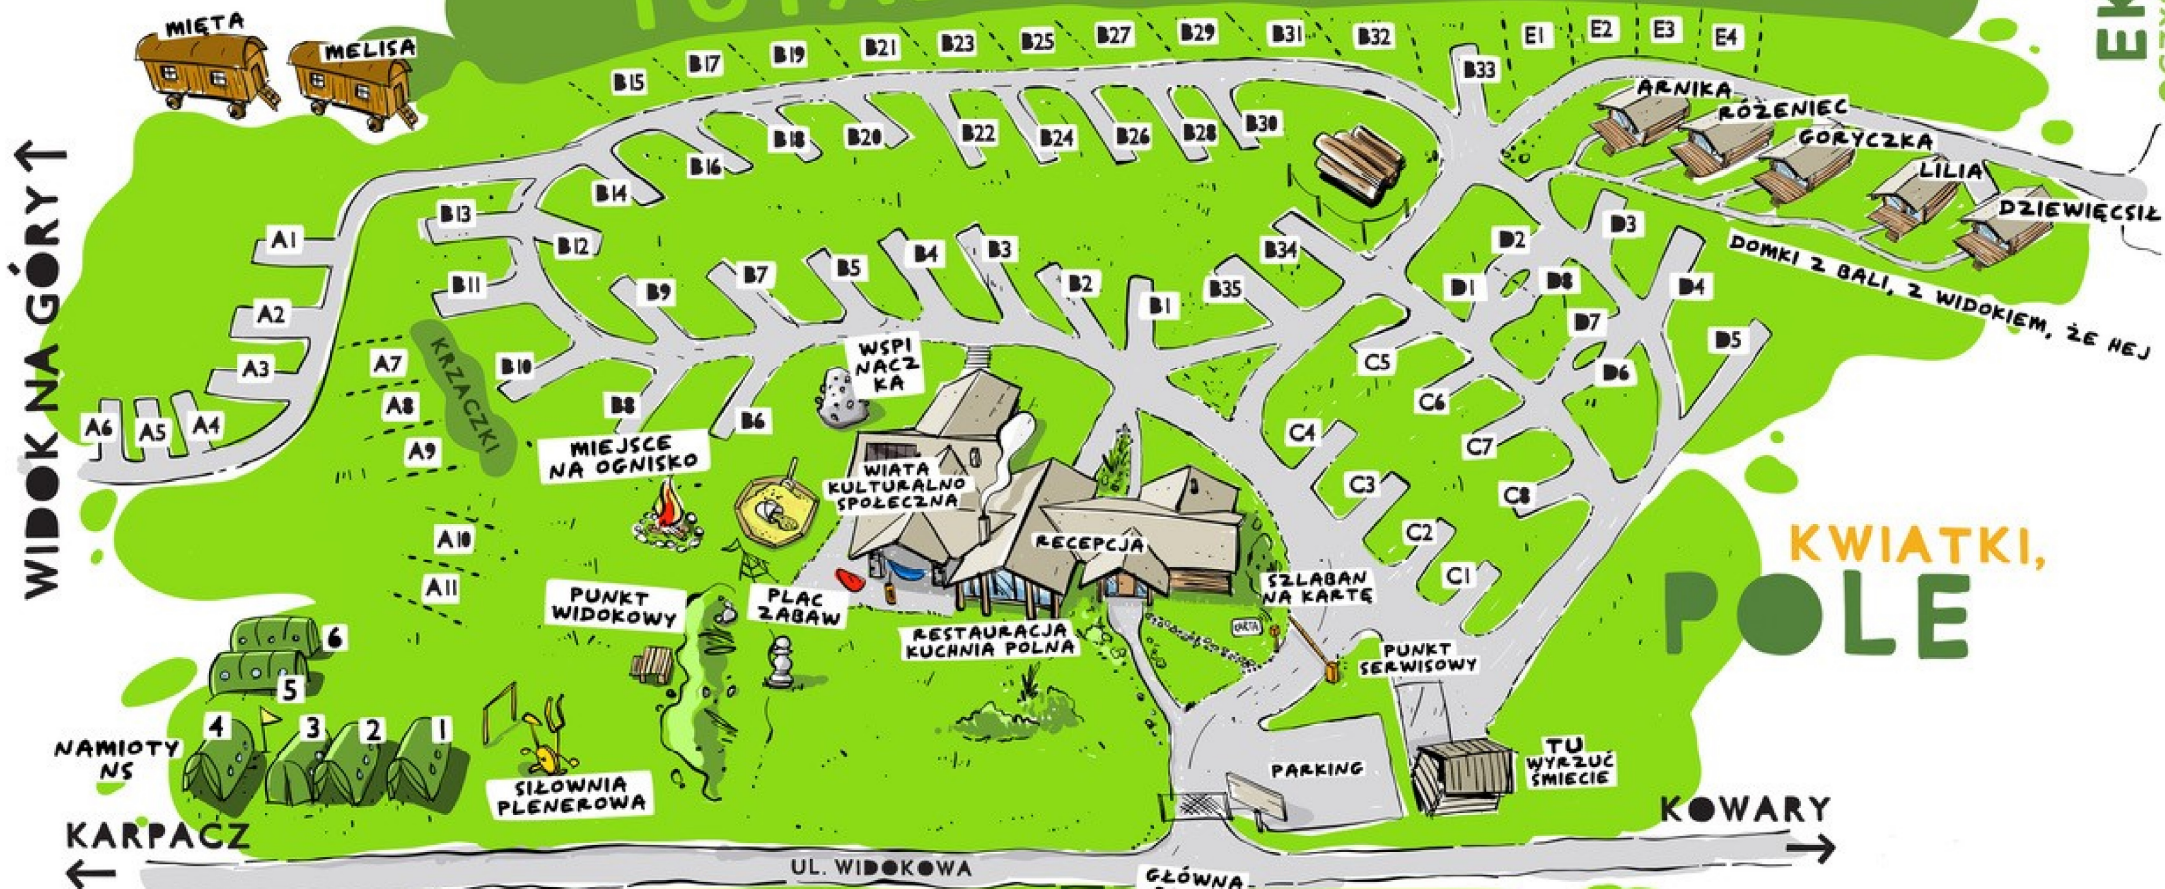 MIĘTA
MELISA
B15
B17
B19
B21
B23
B25
B27
B29
B31
B32
B33
E1
E2
E3
E4
ARNIKA
RÓŻENIEC
GORYCZKA
LILIA
DZIEWIĘCSIŁ
DOMKI Z BALI, Z WIDOKIEM, ŻE HEJ
B14
B16
B18
B20
B22
B24
B26
B28
B30
WIDOK NA GÓRY
A1
A2
A3
A4
A5
A6
A7
A8
A9
A10
A11
KRZACZKI
B13
B12
B11
B10
B9
B8
B7
B6
B5
B4
B3
B2
B1
B35
B34
D1
D2
D3
D4
D5
D6
D7
D8
C5
C6
C7
C8
C4
C3
C2
C1
WSPI
NACZ
KA
MIEJSCE
NA OGNISKO
WIATA
KULTURALNO
SPOŁECZNA
RECEPCJA
SZLABAN
NA KARTĘ
KARTA
PUNKT
WIDOKOWY
PLAC
ZABAW
RESTAURACJA
KUCHNIA POLNA
PUNKT
SERWISOWY
KWIATKI,
POLE
6
5
4
3
2
1
NAMIOTY
NS
SIŁOWNIA
PLENEROWA
PARKING
TU
WYRZUĆ
ŚMIECIE
KARPACZ
KOWARY
UL. WIDOKOWA
GŁÓWNA